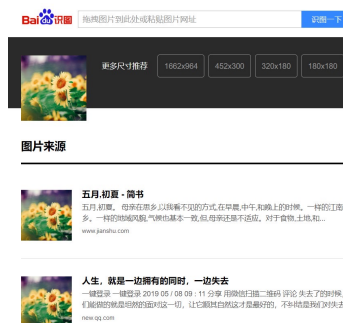 Bai du 识图
拖拽图片到此处或粘贴图片网址
识图一下
更多尺寸推荐
1662x964
452x300
320x180
180x180
图片来源
五月,初夏 - 简书
五月,初夏。 母亲在思乡,以我看不见的方式,在早晨,中午,和晚上的时候。一样的江南
乡。一样的地域风貌,气候也基本一致,但,母亲还是不适应。对于食物,土地,和...
www.jianshu.com
人生，就是一边拥有的同时，一边失去
一键登录 一键登录 2019 05 / 08 09 : 11 分享 用微信扫描二维码 评论 失去了的时候,
们能做的就是坦然的面对这一切，让它顺其自然这才是最好的，不纠结是我们对失去
new.qq.com